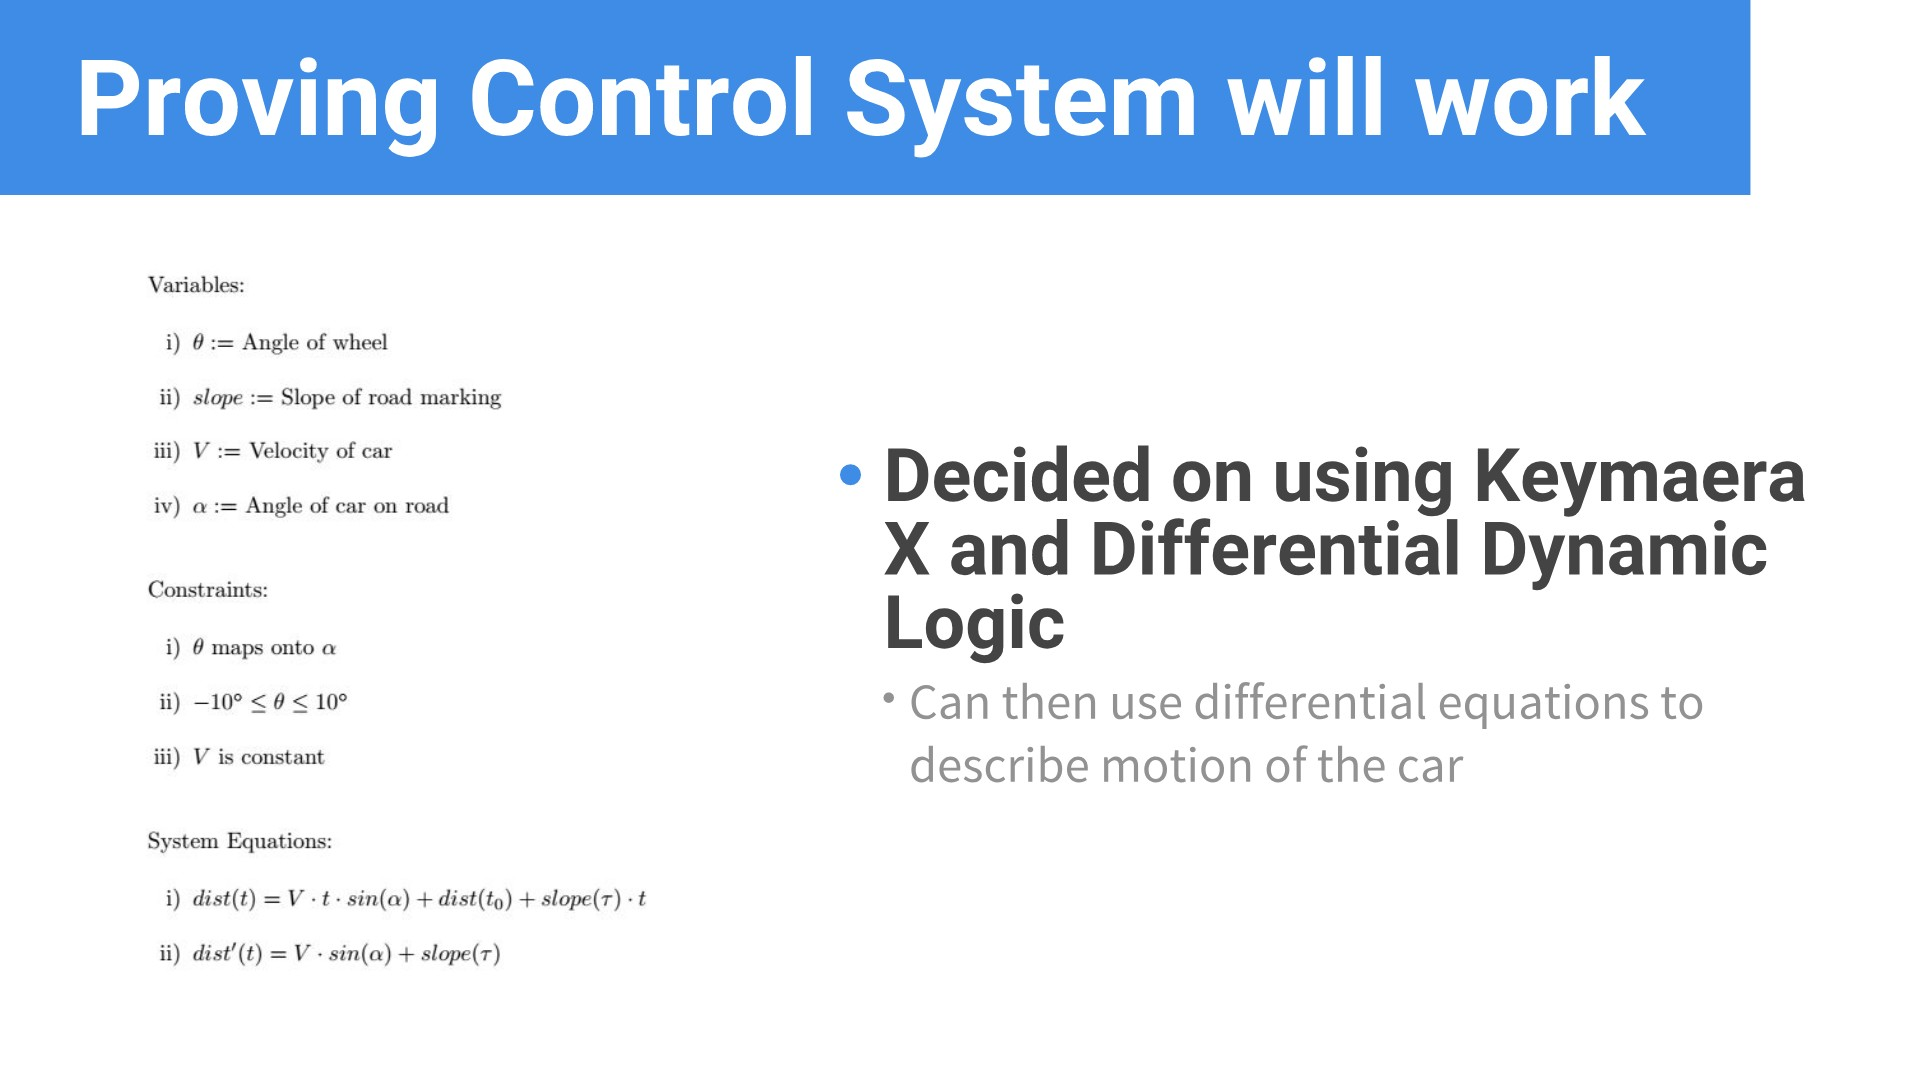 Proving Control System will work
Variables:
i) θ := Angle of wheel
ii) slope := Slope of road marking
iii) V := Velocity of car
iv) α := Angle of car on road
Constraints:
i) θ maps onto α
ii) −10° ≤ θ ≤ 10°
iii) V is constant
System Equations:
i) dist(t) = V · t · sin(α) + dist(t₀) + slope(τ) · t
ii) dist′(t) = V · sin(α) + slope(τ)
• Decided on using Keymaera
X and Differential Dynamic
Logic
• Can then use differential equations to
describe motion of the car